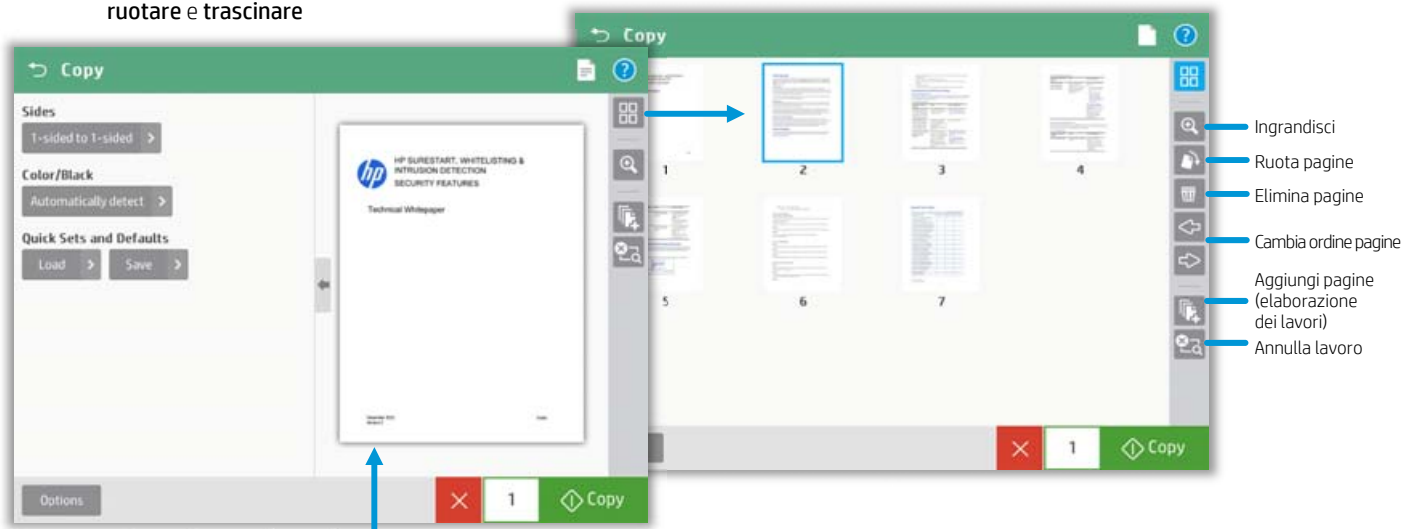 ruotare e trascinare
Copy
Sides
1-sided to 1-sided
Color/Black
Automatically detect
Quick Sets and Defaults
Load
Save
hp
HP SURESTART, WHITELISTING &
INTRUSION DETECTION
SECURITY FEATURES
Technical Whitepaper
Options
1
Copy
Copy
1
2
3
4
5
6
7
1
Copy
Ingrandisci
Ruota pagine
Elimina pagine
Cambia ordine pagine
Aggiungi pagine
(elaborazione
dei lavori)
Annulla lavoro